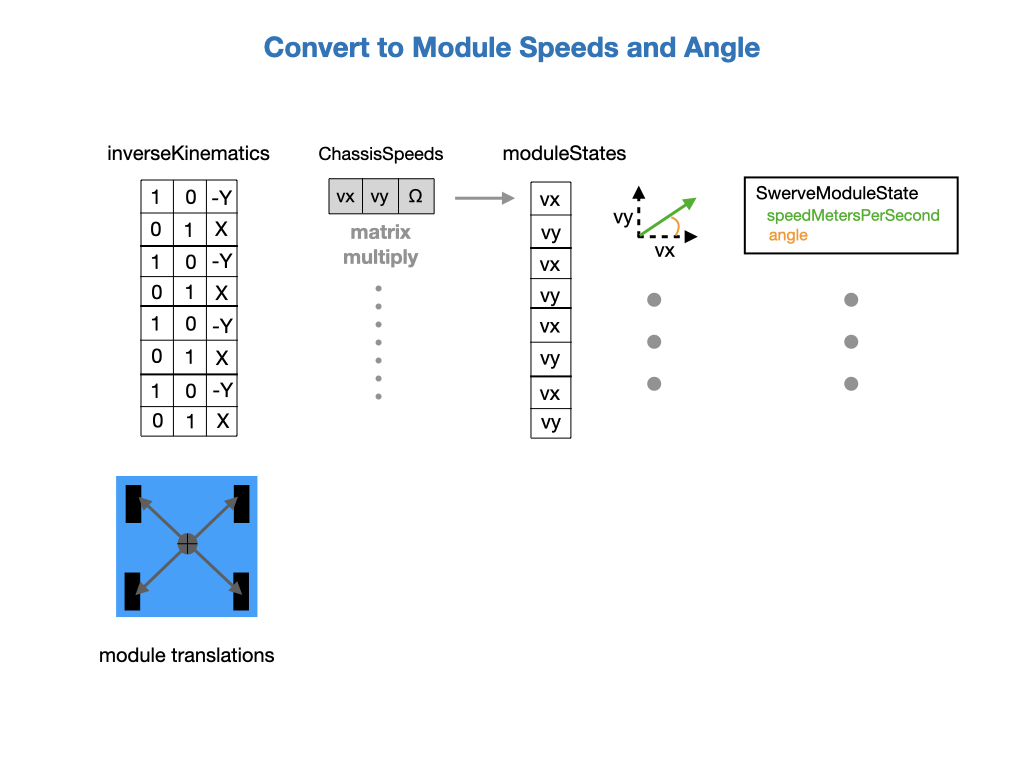 Convert to Module Speeds and Angle
inverseKinematics
ChassisSpeeds
moduleStates
1 0 -Y
0 1 X
1 0 -Y
0 1 X
1 0 -Y
0 1 X
1 0 -Y
0 1 X
vx vy Ω
matrix
multiply
vx
vy
vx
vy
vx
vy
vx
vy
vy
vx
SwerveModuleState
speedMetersPerSecond
angle
module translations